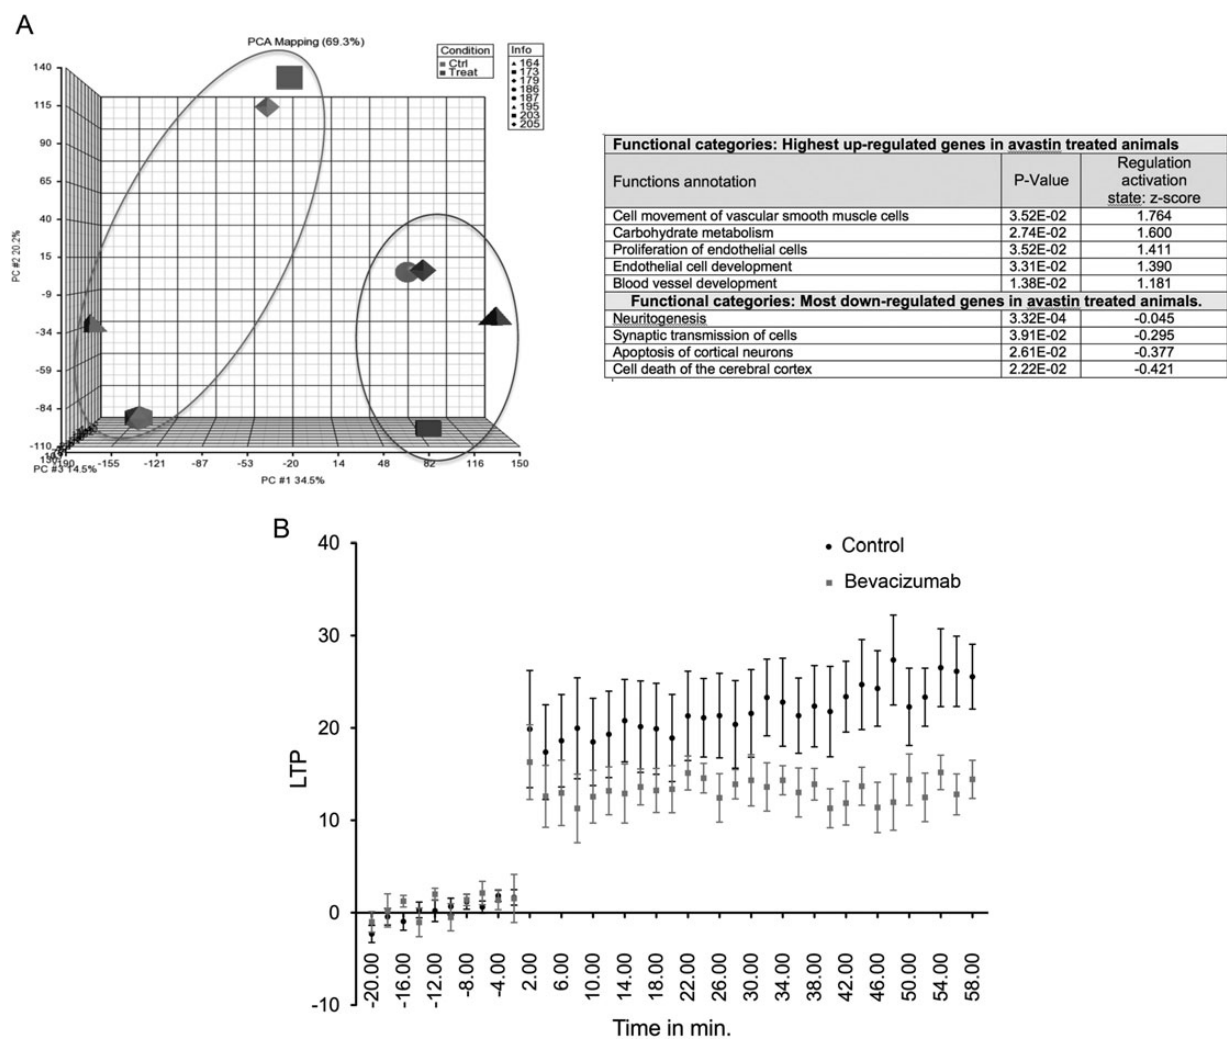 A
PCA Mapping (69.3%)
Condition
Ctrl
Treat
Info
164
173
179
186
187
195
203
205
140
115
90
65
40
15
-9
-34
-59
-84
-110
PC #2 20.2%
-190
-155
-121
-87
-53
-20
14
48
82
116
150
PC #3 14.5%
PC #1 34.5%
Functional categories: Highest up-regulated genes in avastin treated animals
Functions annotation P-Value Regulation activation state: z-score
Cell movement of vascular smooth muscle cells 3.52E-02 1.764
Carbohydrate metabolism 2.74E-02 1.600
Proliferation of endothelial cells 3.52E-02 1.411
Endothelial cell development 3.31E-02 1.390
Blood vessel development 1.38E-02 1.181
Functional categories: Most down-regulated genes in avastin treated animals.
Neuritogenesis 3.32E-04 -0.045
Synaptic transmission of cells 3.91E-02 -0.295
Apoptosis of cortical neurons 2.61E-02 -0.377
Cell death of the cerebral cortex 2.22E-02 -0.421
B
Control
Bevacizumab
40
30
20
10
0
-10
LTP
-20.00
-16.00
-12.00
-8.00
-4.00
2.00
6.00
10.00
14.00
18.00
22.00
26.00
30.00
34.00
38.00
42.00
46.00
50.00
54.00
58.00
Time in min.